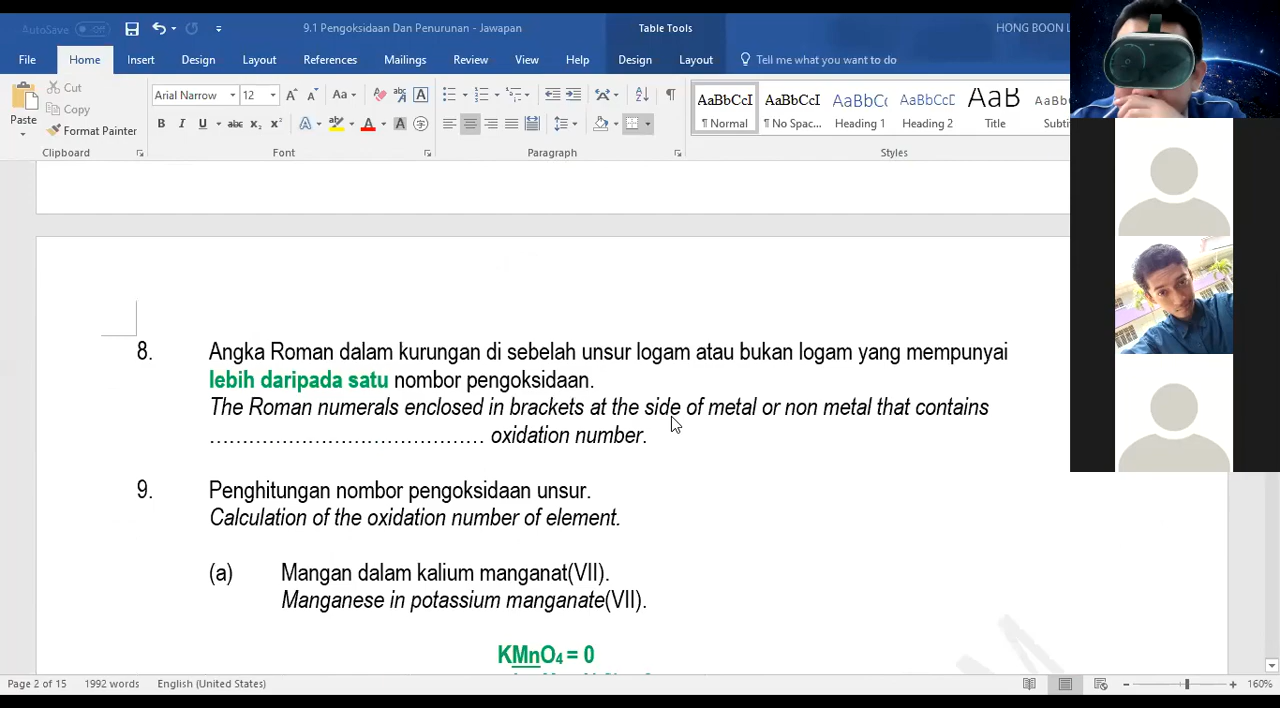 AutoSave Off
9.1 Pengoksidaan Dan Penurunan - Jawapan
Table Tools
HONG BOON L
File Home Insert Design Layout References Mailings Review View Help Design Layout Tell me what you want to do
Paste
Cut
Copy
Format Painter
Clipboard
Arial Narrow 12
Font
Paragraph
AaBbCcI AaBbCcI AaBbCc AaBbCcD AaB AaBb
¶ Normal ¶ No Spac... Heading 1 Heading 2 Title Subti
Styles
8. Angka Roman dalam kurungan di sebelah unsur logam atau bukan logam yang mempunyai
lebih daripada satu nombor pengoksidaan.
The Roman numerals enclosed in brackets at the side of metal or non metal that contains
……………………………………… oxidation number.
9. Penghitungan nombor pengoksidaan unsur.
Calculation of the oxidation number of element.
(a) Mangan dalam kalium manganat(VII).
Manganese in potassium manganate(VII).
KMnO4 = 0
Page 2 of 15 1992 words English (United States) 160%